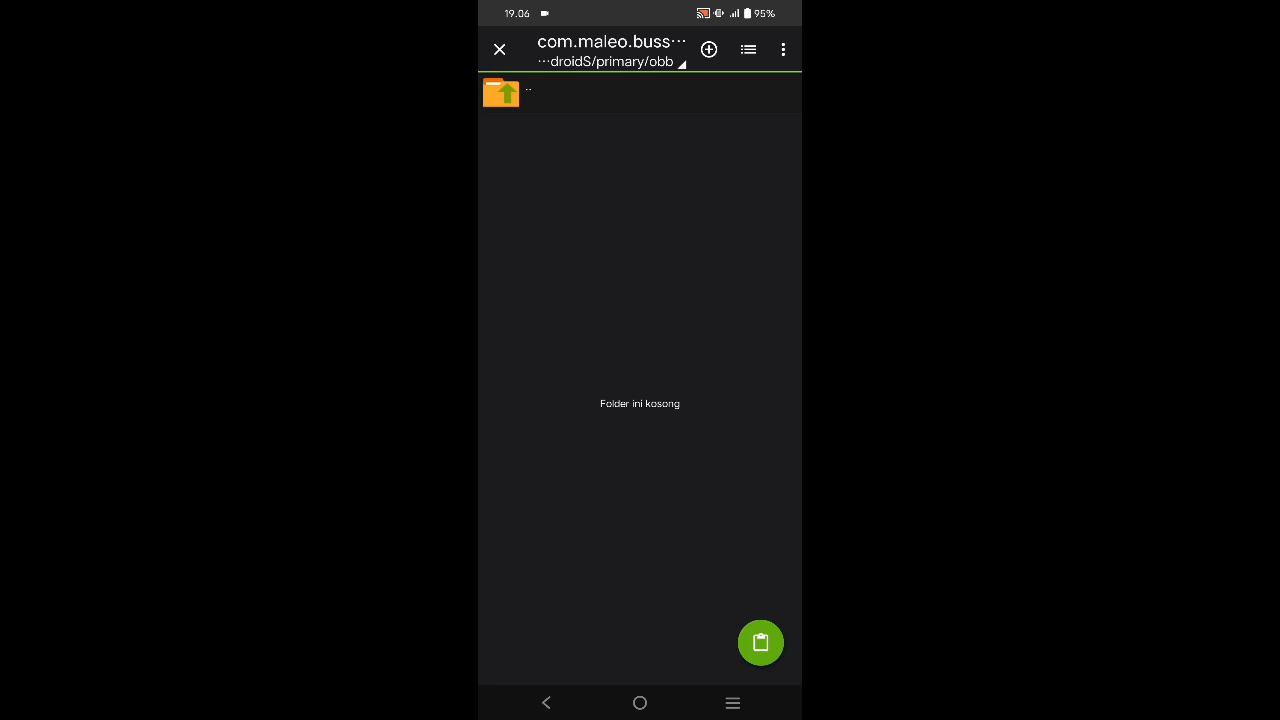 19.06
95%
com.maleo.buss···
···droidS/primary/obb
..
Folder ini kosong